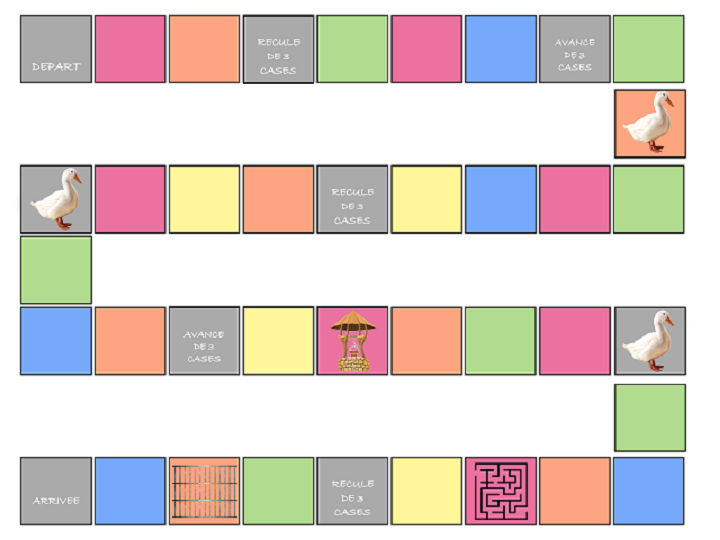 DEPART
RECULE
DE 3
CASES
AVANCE
DE 3
CASES
RECULE
DE 3
CASES
AVANCE
DE 3
CASES
ARRIVEE
RECULE
DE 3
CASES